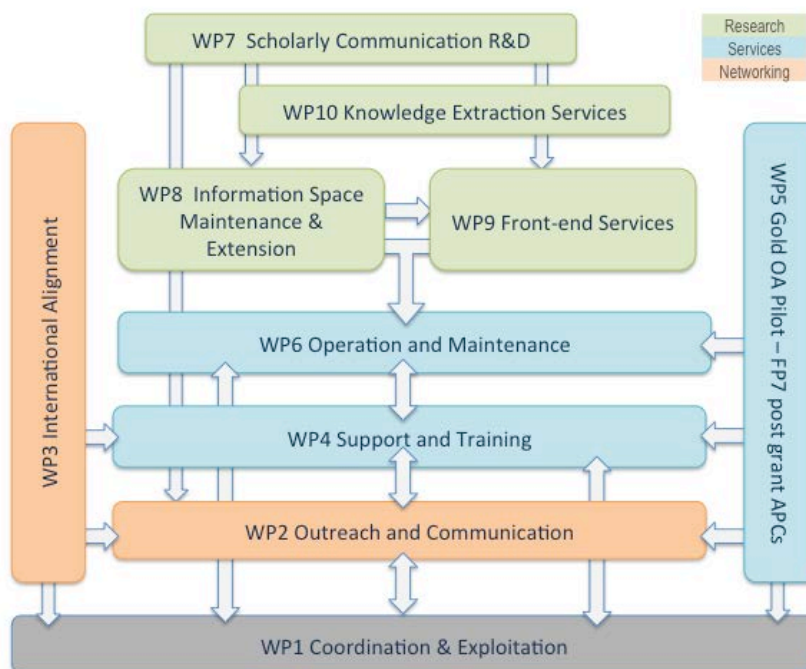 Research
Services
Networking
WP7 Scholarly Communication R&D
WP10 Knowledge Extraction Services
WP8 Information Space
Maintenance &
Extension
WP9 Front-end Services
WP3 International Alignment
WP5 Gold OA Pilot – FP7 post grant APCs
WP6 Operation and Maintenance
WP4 Support and Training
WP2 Outreach and Communication
WP1 Coordination & Exploitation